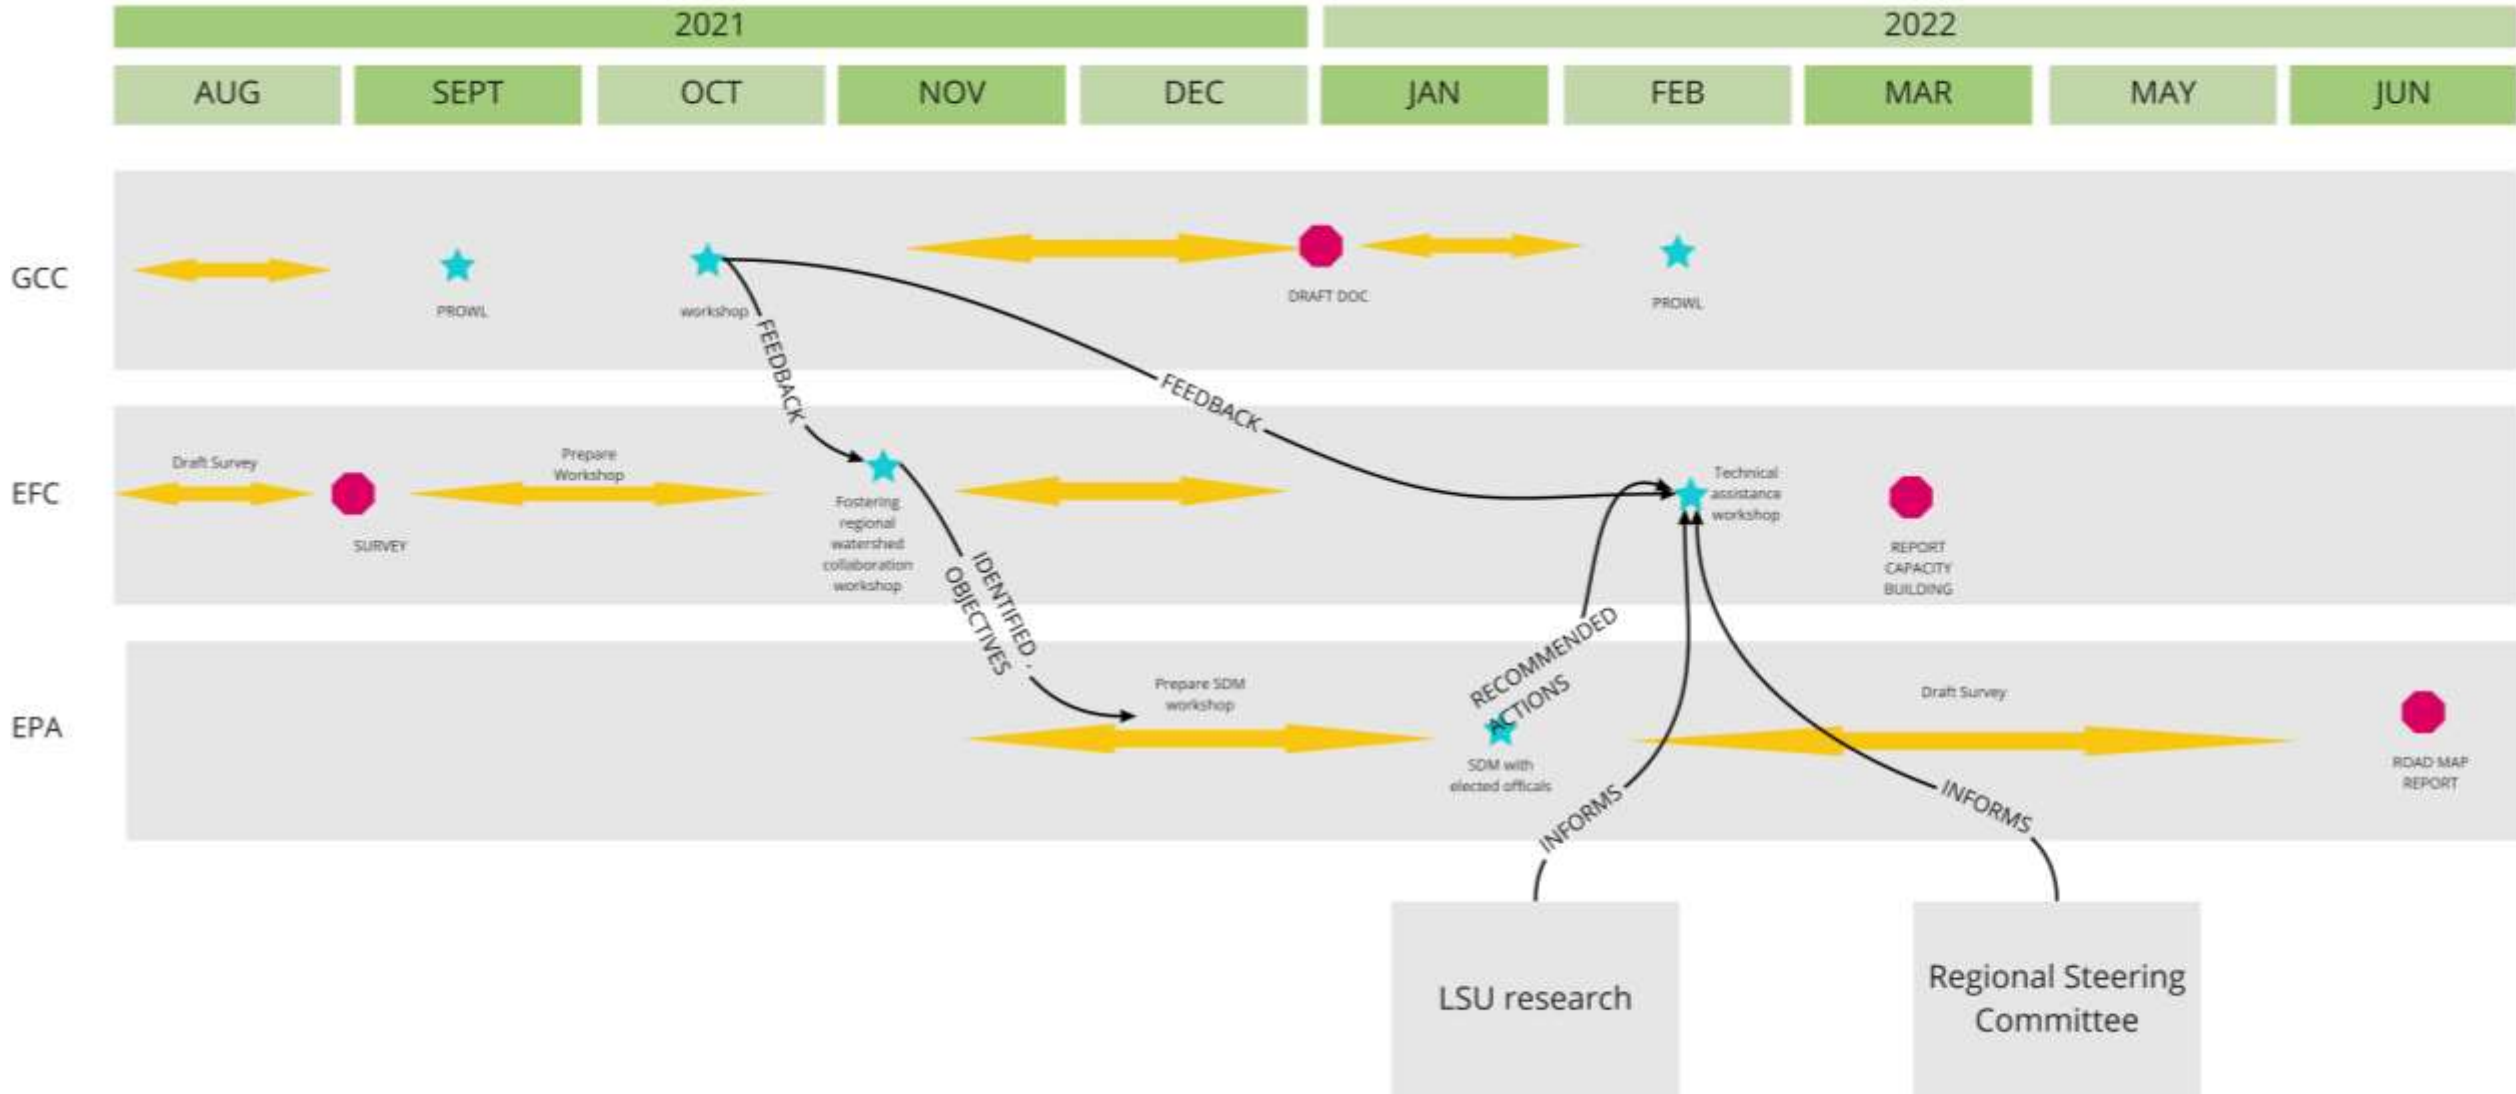 2021
2022
AUG
SEPT
OCT
NOV
DEC
JAN
FEB
MAR
MAY
JUN
GCC
PROWL
workshop
DRAFT DOC
PROWL
FEEDBACK
FEEDBACK
EFC
Draft Survey
SURVEY
Prepare
Workshop
Fostering
regional
watershed
collaboration
workshop
Technical
assistance
workshop
REPORT
CAPACITY
BUILDING
IDENTIFIED
OBJECTIVES
RECOMMENDED
ACTIONS
EPA
Prepare SDM
workshop
SDM with
elected officals
Draft Survey
ROAD MAP
REPORT
INFORMS
INFORMS
LSU research
Regional Steering
Committee